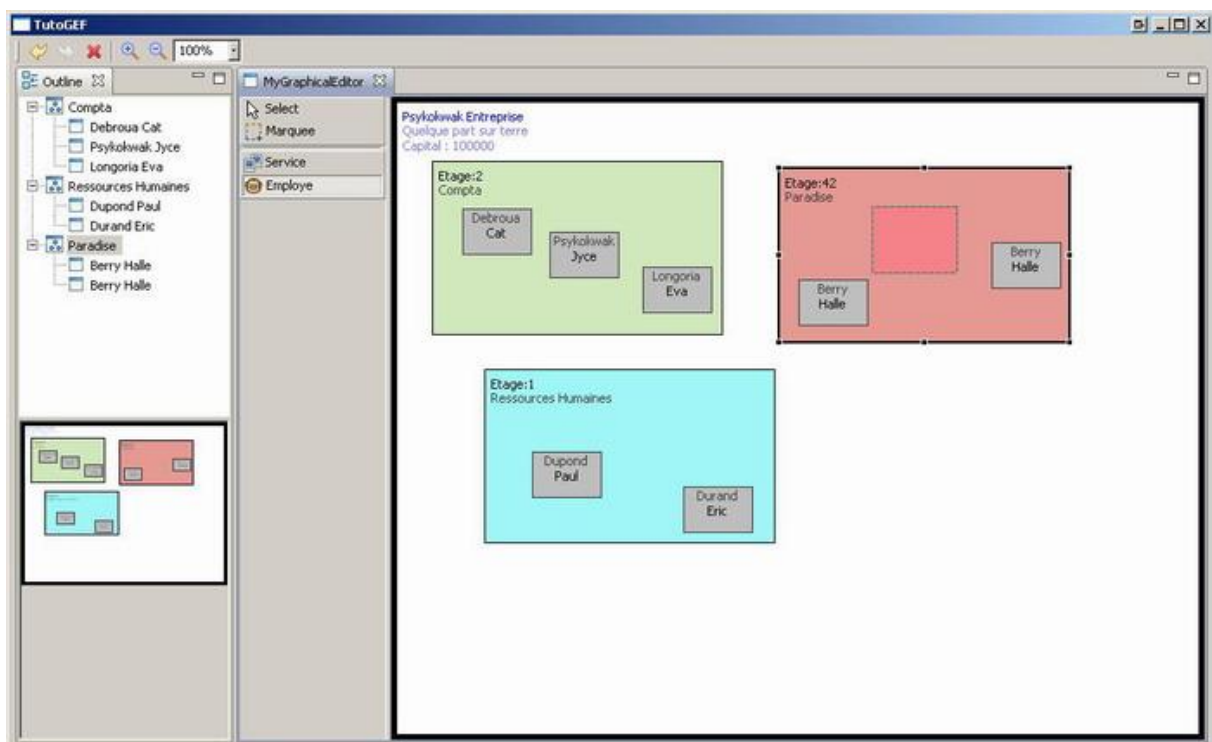 TutoGEF
100%
Outline
Compta
Debroua Cat
Psykokwak Jyce
Longoria Eva
Ressources Humaines
Dupond Paul
Durand Eric
Paradise
Berry Halle
Berry Halle
MyGraphicalEditor
Select
Marquee
Service
Employe
Psykokwak Entreprise
Quelque part sur terre
Capital : 100000
Etage:2
Compta
Debroua
Cat
Psykokwak
Jyce
Longoria
Eva
Etage:42
Paradise
Berry
Halle
Berry
Halle
Etage:1
Ressources Humaines
Dupond
Paul
Durand
Eric